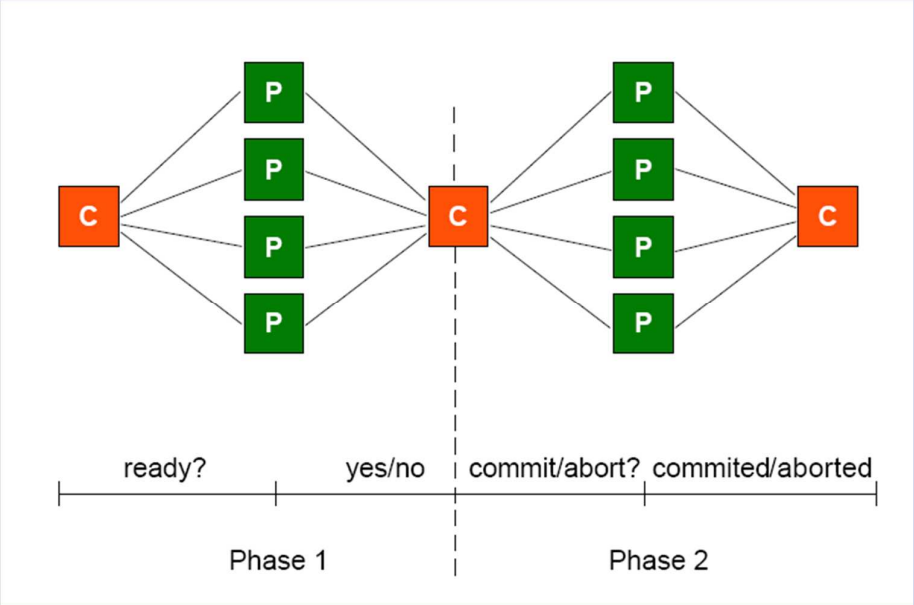 P P
P P
C C C
P P
P P
ready? yes/no commit/abort? commited/aborted
Phase 1 Phase 2